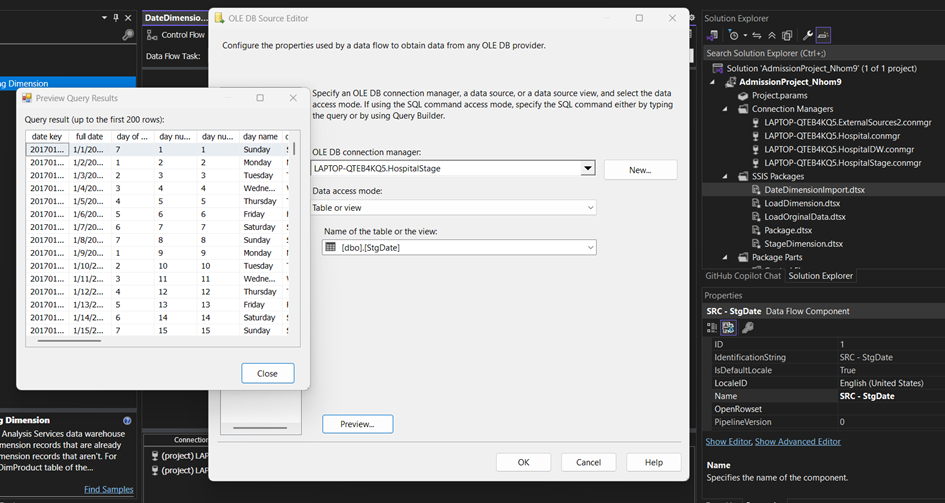 DateDimensio...
Control Flow
Data Flow Task:
ng Dimension
OLE DB Source Editor
Configure the properties used by a data flow to obtain data from any OLE DB provider.
Specify an OLE DB connection manager, a data source, or a data source view, and select the data
access mode. If using the SQL command access mode, specify the SQL command either by typing
the query or by using Query Builder.
OLE DB connection manager:
LAPTOP-QTEB4KQ5.HospitalStage
New...
Data access mode:
Table or view
Name of the table or the view:
[dbo].[StgDate]
Preview...
OK Cancel Help
Preview Query Results
Query result (up to the first 200 rows):
date key full date day of ... day nu... day nu... day name
201701... 1/1/20... 7 1 1 Sunday
201701... 1/2/20... 1 2 2 Monday
201701... 1/3/20... 2 3 3 Tuesday
201701... 1/4/20... 3 4 4 Wedne...
201701... 1/5/20... 4 5 5 Thursday
201701... 1/6/20... 5 6 6 Friday
201701... 1/7/20... 6 7 7 Saturday
201701... 1/8/20... 7 8 8 Sunday
201701... 1/9/20... 1 9 9 Monday
201701... 1/10/2... 2 10 10 Tuesday
201701... 1/11/2... 3 11 11 Wedne...
201701... 1/12/2... 4 12 12 Thursday
201701... 1/13/2... 5 13 13 Friday
201701... 1/14/2... 6 14 14 Saturday
201701... 1/15/2... 7 15 15 Sunday
Close
ng Dimension
Analysis Services data warehouse
mension records that are already
mension records that aren't. For
DimProduct table of the...
Find Samples
Connection
(project) LAP
(project) LAP
Solution Explorer
Search Solution Explorer (Ctrl+;)
Solution 'AdmissionProject_Nhom9' (1 of 1 project)
AdmissionProject_Nhom9
Project.params
Connection Managers
LAPTOP-QTEB4KQ5.ExternalSources2.conmgr
LAPTOP-QTEB4KQ5.Hospital.conmgr
LAPTOP-QTEB4KQ5.HospitalDW.conmgr
LAPTOP-QTEB4KQ5.HospitalStage.conmgr
SSIS Packages
DateDimensionImport.dtsx
LoadDimension.dtsx
LoadOrginalData.dtsx
Package.dtsx
StageDimension.dtsx
Package Parts
GitHub Copilot Chat Solution Explorer
Properties
SRC - StgDate Data Flow Component
ID 1
IdentificationString SRC - StgDate
IsDefaultLocale True
LocaleID English (United States)
Name SRC - StgDate
OpenRowset
PipelineVersion 0
Show Editor, Show Advanced Editor
Name
Specifies the name of the component.